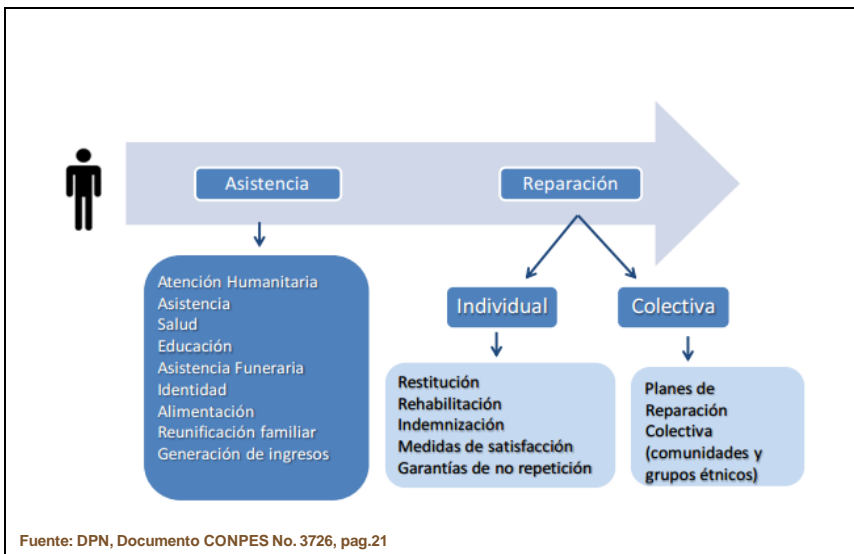 Asistencia
Reparación
Atención Humanitaria
Asistencia
Salud
Educación
Asistencia Funeraria
Identidad
Alimentación
Reunificación familiar
Generación de ingresos
Individual
Colectiva
Restitución
Rehabilitación
Indemnización
Medidas de satisfacción
Garantías de no repetición
Planes de
Reparación
Colectiva
(comunidades y
grupos étnicos)
Fuente: DPN, Documento CONPES No. 3726, pag.21